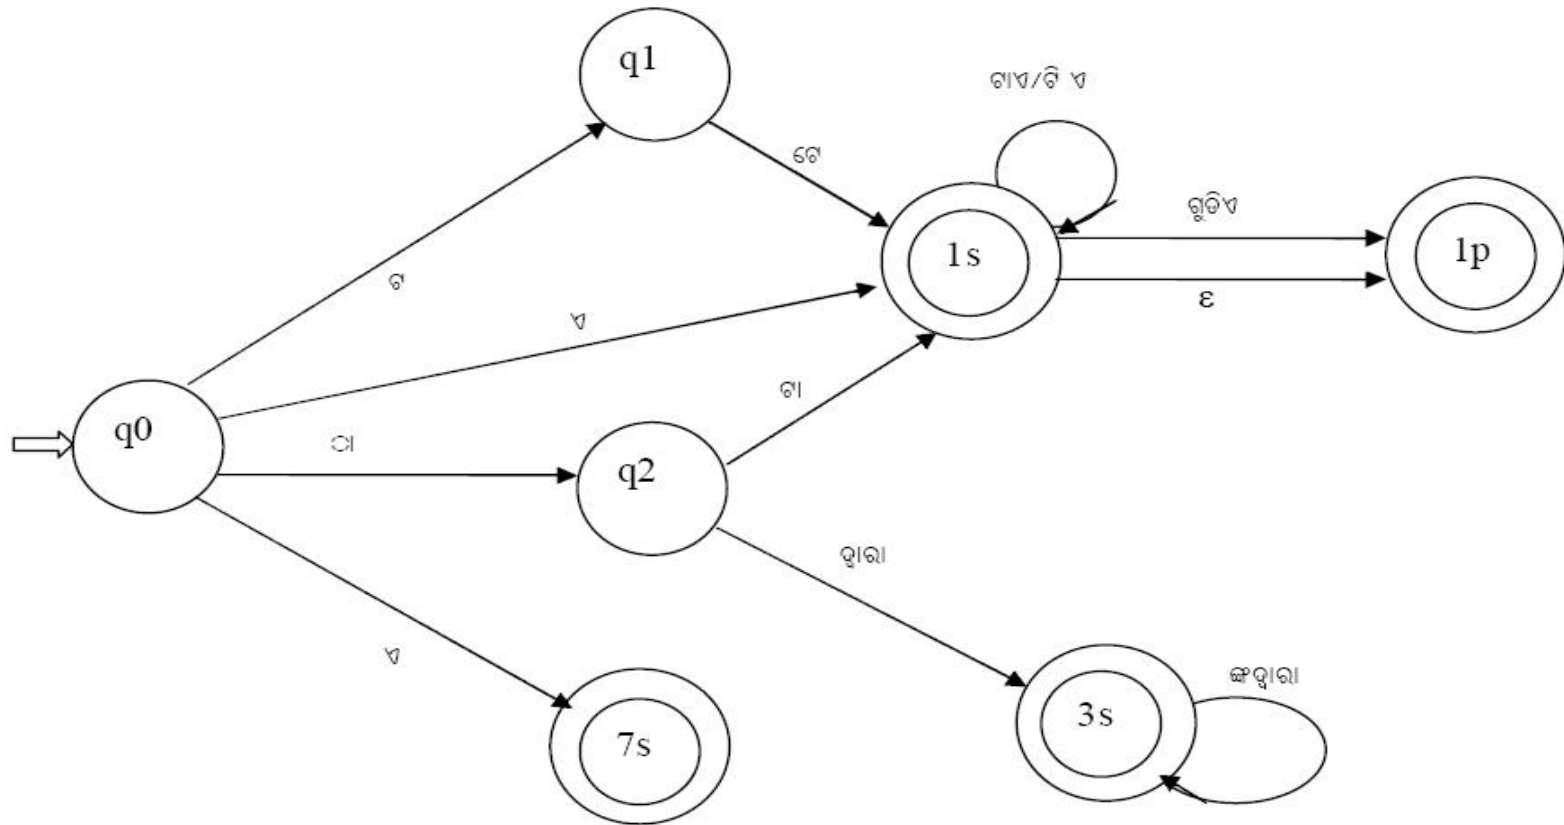 q1
ଟାଏ/ଟି ଏ
ଟେ
ଗୁଡିଏ
1s
1p
ଟ
ε
ଏ
ଟା
q0
ା
q2
ଦ୍ୱାରା
ଏ
ଙ୍କଦ୍ୱାରା
3s
7s